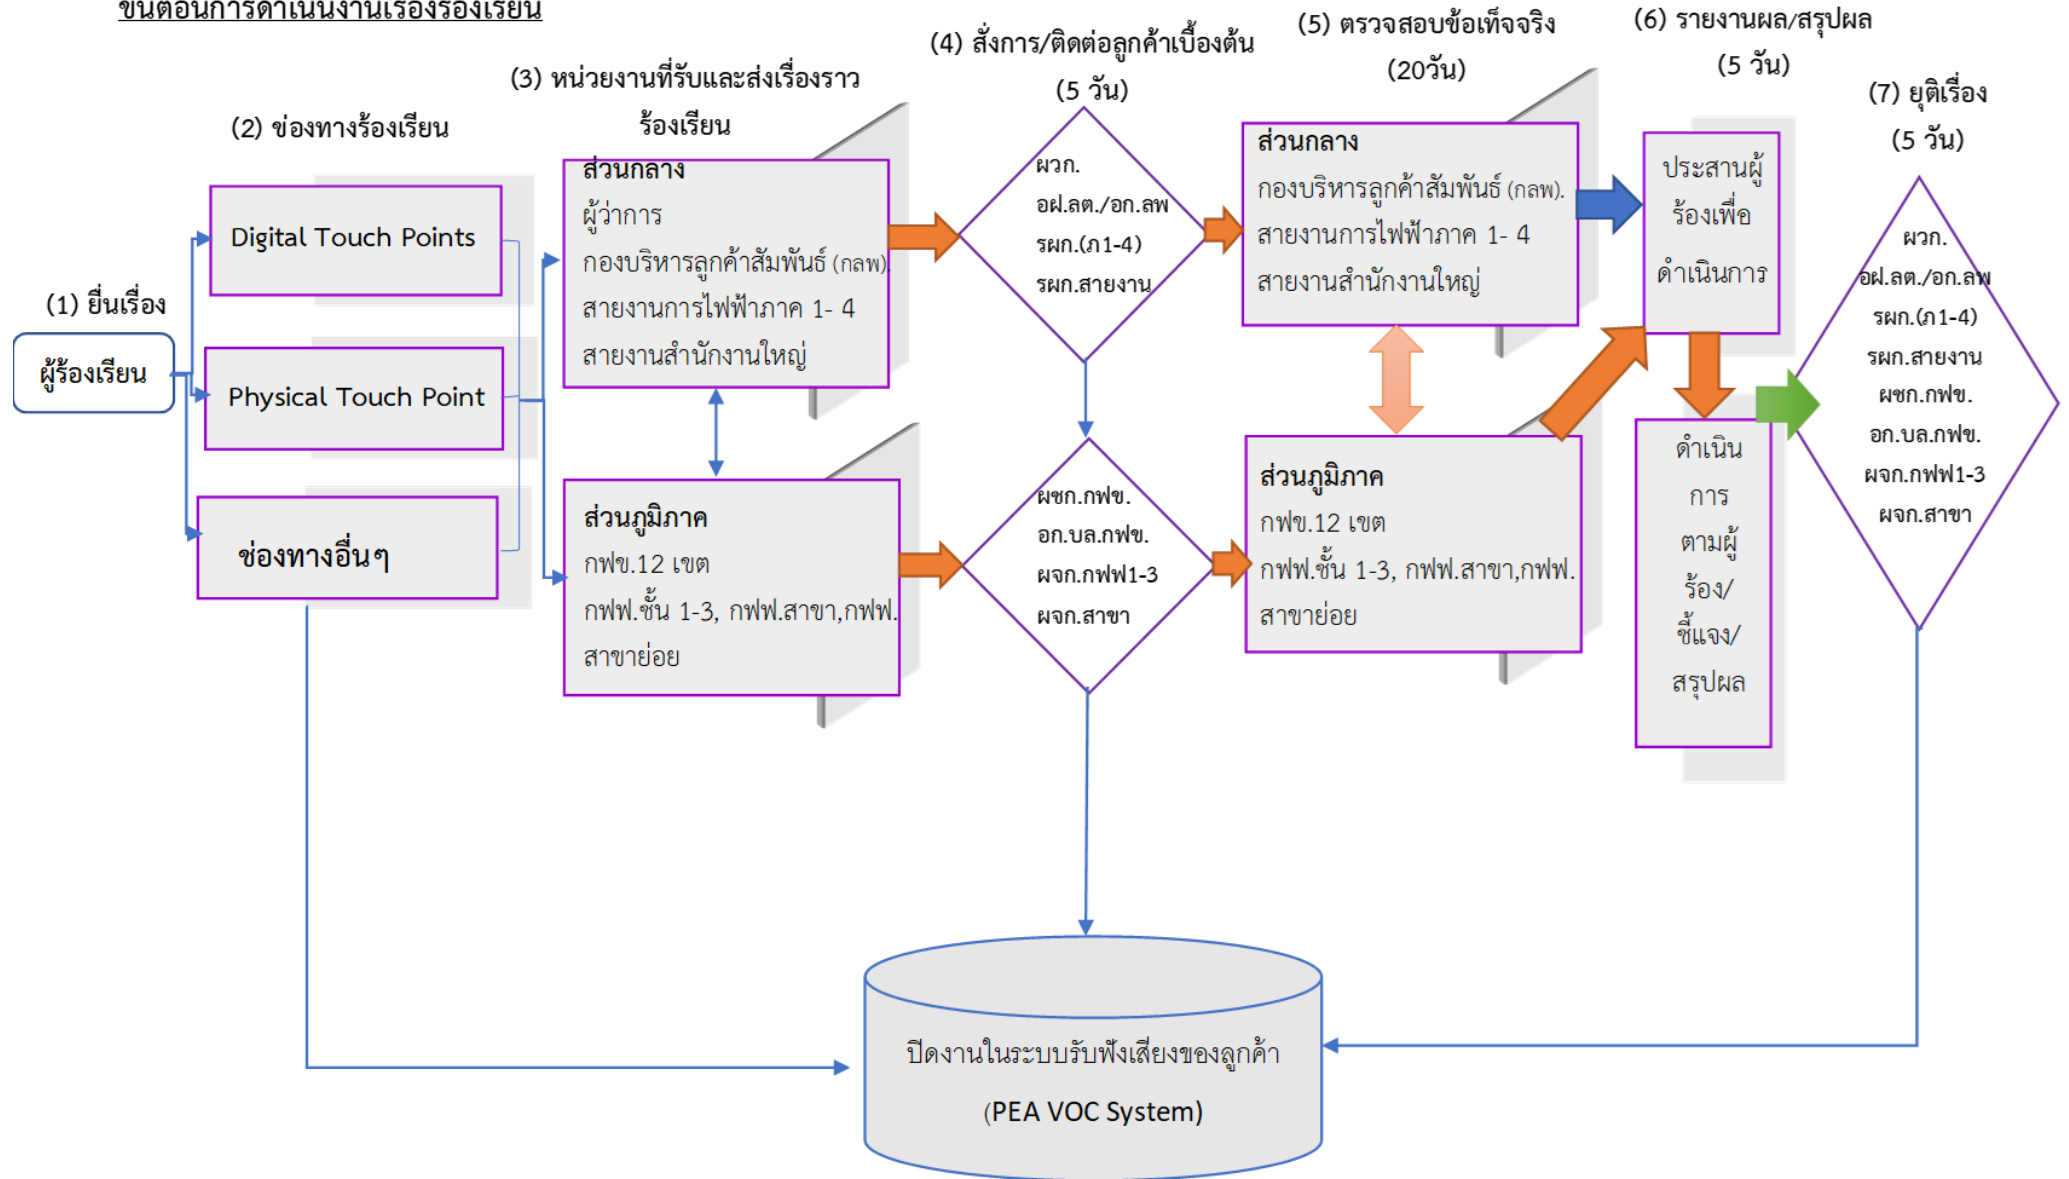 ขั้นตอนการดำเนินงานเรื่องร้องเรียน
(1) ยื่นเรื่อง
ผู้ร้องเรียน
(2) ช่องทางร้องเรียน
Digital Touch Points
Physical Touch Point
ช่องทางอื่นๆ
(3) หน่วยงานที่รับและส่งเรื่องราว
ร้องเรียน
ส่วนกลาง
ผู้ว่าการ
กองบริหารลูกค้าสัมพันธ์ (กลพ).
สายงานการไฟฟ้าภาค 1- 4
สายงานสำนักงานใหญ่
ส่วนภูมิภาค
กฟข.12 เขต
กฟฟ.ชั้น 1-3, กฟฟ.สาขา,กฟฟ.
สาขาย่อย
(4) สั่งการ/ติดต่อลูกค้าเบื้องต้น
(5 วัน)
ผวก.
อฝ.ลต./อก.ลพ
รผก.(ภ1-4)
รผก.สายงาน
ผชก.กฟข.
อก.บล.กฟข.
ผจก.กฟฟ1-3
ผจก.สาขา
(5) ตรวจสอบข้อเท็จจริง
(20วัน)
ส่วนกลาง
กองบริหารลูกค้าสัมพันธ์ (กลพ).
สายงานการไฟฟ้าภาค 1- 4
สายงานสำนักงานใหญ่
ส่วนภูมิภาค
กฟข.12 เขต
กฟฟ.ชั้น 1-3, กฟฟ.สาขา,กฟฟ.
สาขาย่อย
(6) รายงานผล/สรุปผล
(5 วัน)
ประสานผู้
ร้องเพื่อ
ดำเนินการ
ดำเนิน
การ
ตามผู้
ร้อง/
ชี้แจง/
สรุปผล
(7) ยุติเรื่อง
(5 วัน)
ผวก.
อฝ.ลต./อก.ลพ
รผก.(ภ1-4)
รผก.สายงาน
ผชก.กฟข.
อก.บล.กฟข.
ผจก.กฟฟ1-3
ผจก.สาขา
ปิดงานในระบบรับฟังเสียงของลูกค้า
(PEA VOC System)